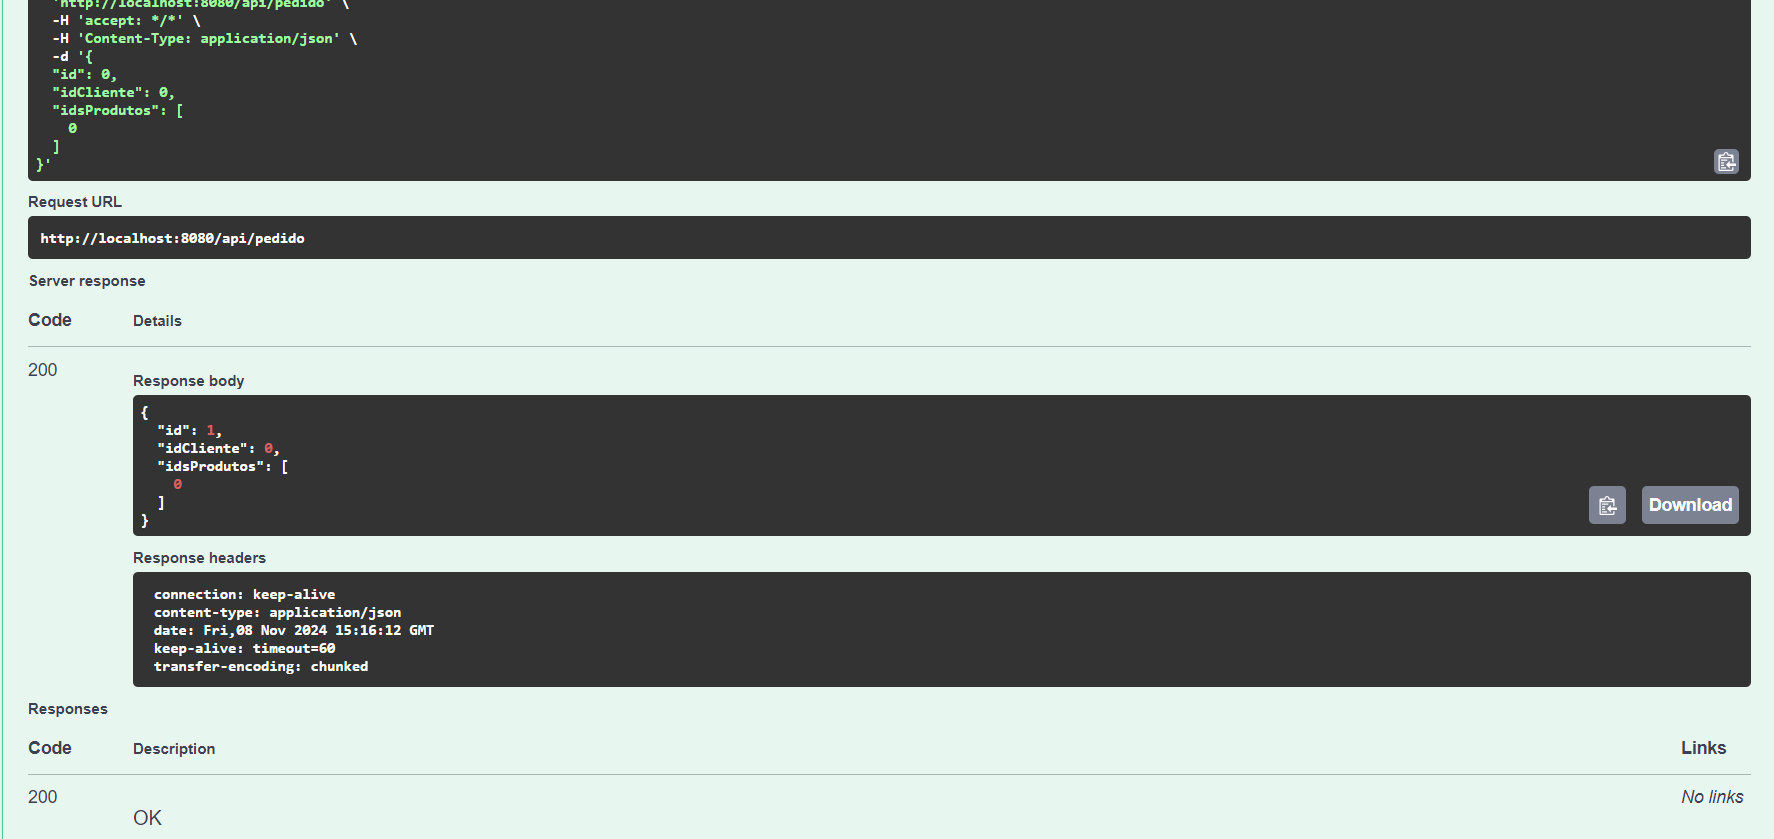 'http://localhost:8080/api/pedido' \
-H 'accept: */*' \
-H 'Content-Type: application/json' \
-d '{
"id": 0,
"idCliente": 0,
"idsProdutos": [
0
]
}'
Request URL
http://localhost:8080/api/pedido
Server response
Code Details
200
Response body
{
"id": 1,
"idCliente": 0,
"idsProdutos": [
0
]
}
Download
Response headers
connection: keep-alive
content-type: application/json
date: Fri,08 Nov 2024 15:16:12 GMT
keep-alive: timeout=60
transfer-encoding: chunked
Responses
Code Description Links
200 No links
OK